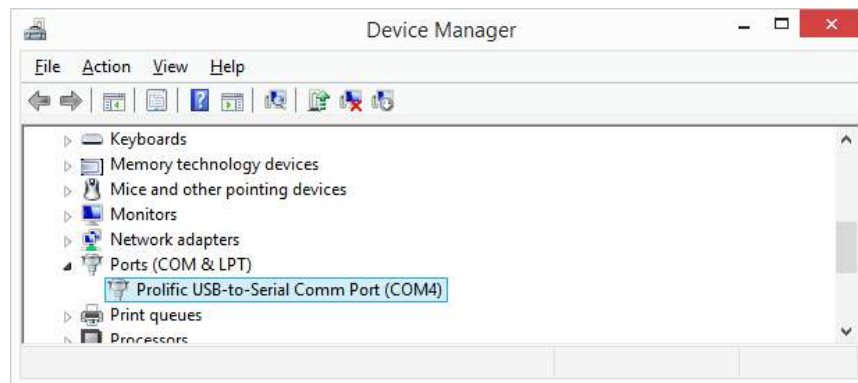 Device Manager
File Action View Help
Keyboards
Memory technology devices
Mice and other pointing devices
Monitors
Network adapters
Ports (COM & LPT)
Prolific USB-to-Serial Comm Port (COM4)
Print queues
Processors